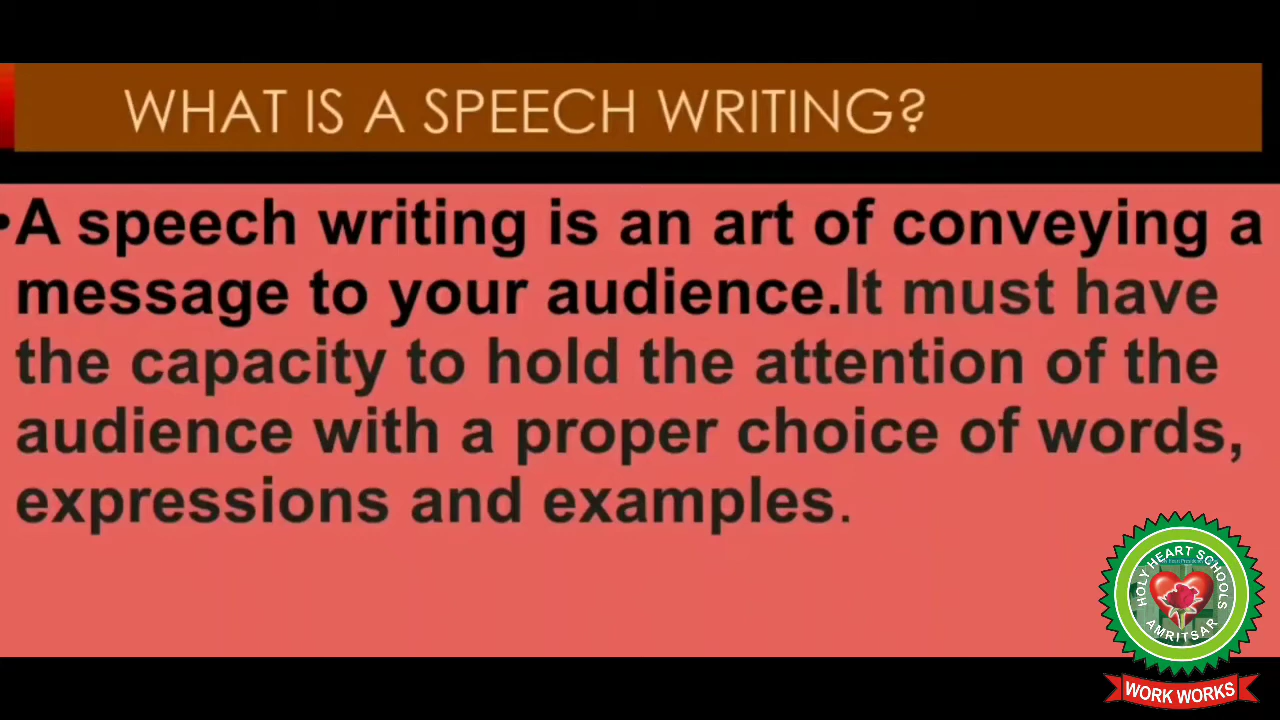 WHAT IS A SPEECH WRITING?
•A speech writing is an art of conveying a
message to your audience.It must have
the capacity to hold the attention of the
audience with a proper choice of words,
expressions and examples.
HOLY HEART SCHOOLS
AMRITSAR
WORK WORKS